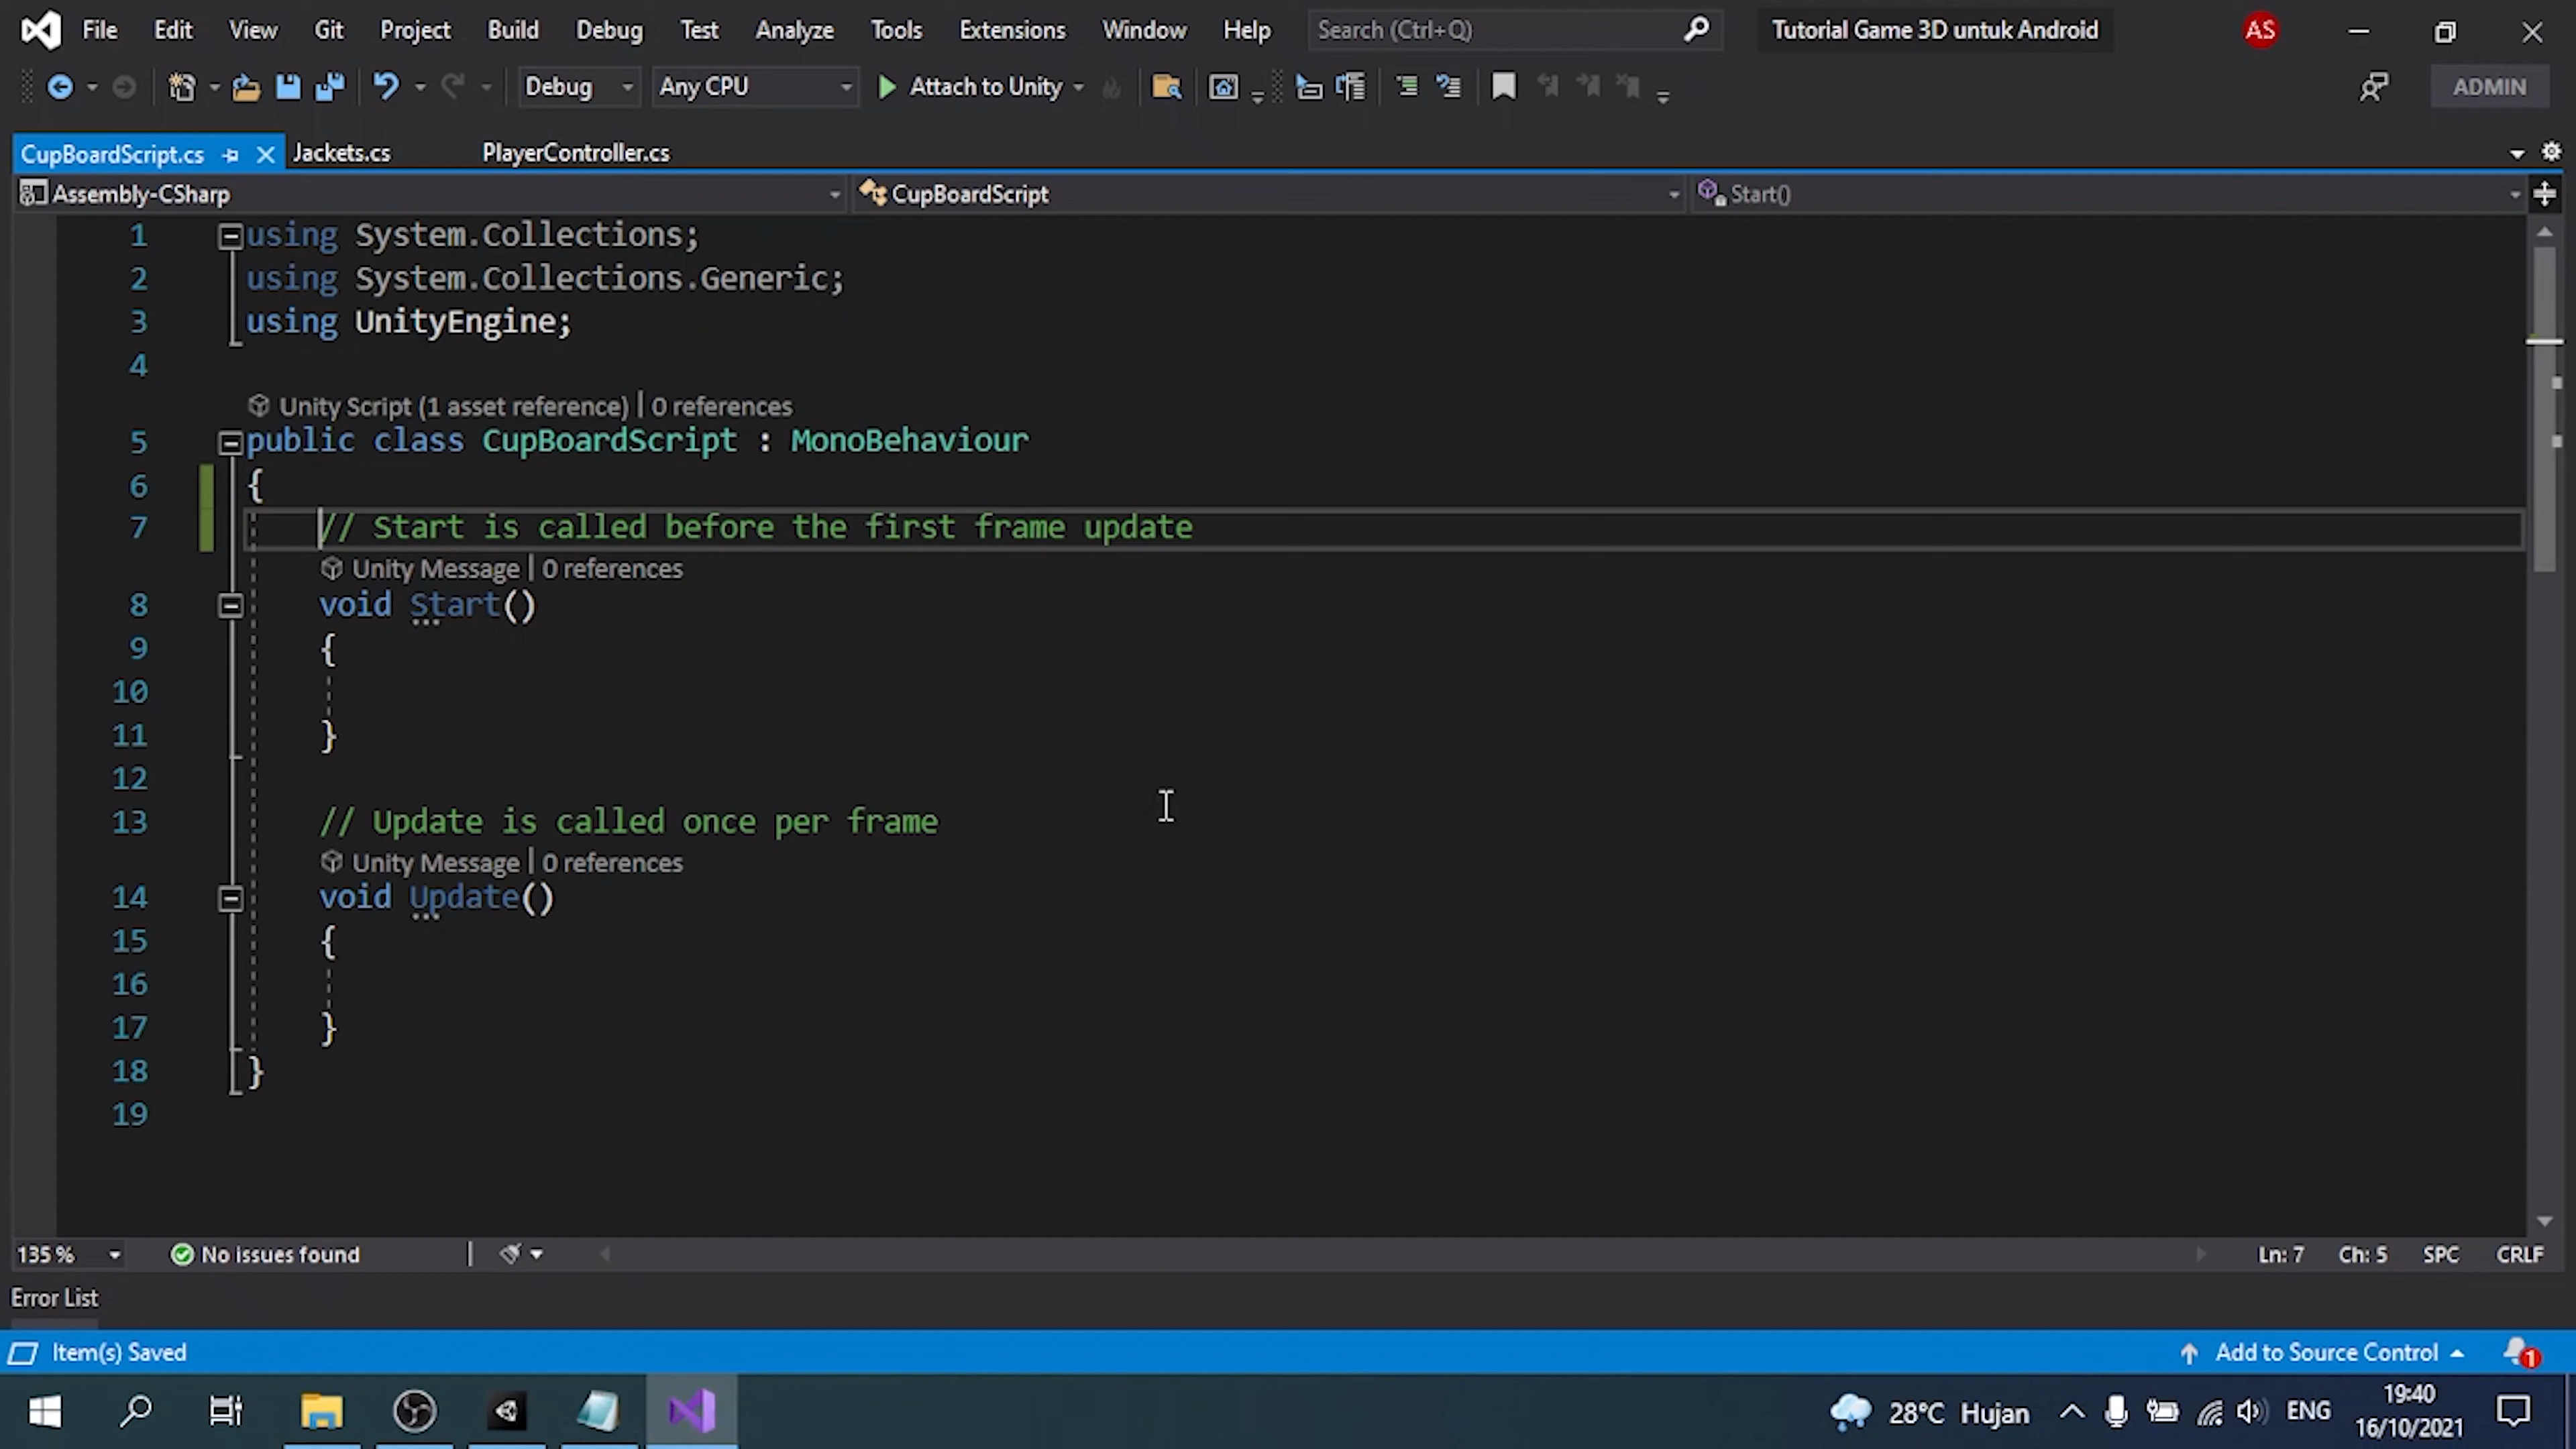 File Edit View Git Project Build Debug Test Analyze Tools Extensions Window Help Search (Ctrl+Q) Tutorial Game 3D untuk Android AS
Debug Any CPU Attach to Unity ADMIN
CupBoardScript.cs Jackets.cs PlayerController.cs
Assembly-CSharp CupBoardScript Start()
1 using System.Collections;
2 using System.Collections.Generic;
3 using UnityEngine;
4
Unity Script (1 asset reference) | 0 references
5 public class CupBoardScript : MonoBehaviour
6 {
7 // Start is called before the first frame update
Unity Message | 0 references
8 void Start()
9 {
10
11 }
12
13 // Update is called once per frame
Unity Message | 0 references
14 void Update()
15 {
16
17 }
18 }
19
135 % No issues found Ln: 7 Ch: 5 SPC CRLF
Error List
Item(s) Saved Add to Source Control 1
28°C Hujan ENG 19:40
16/10/2021